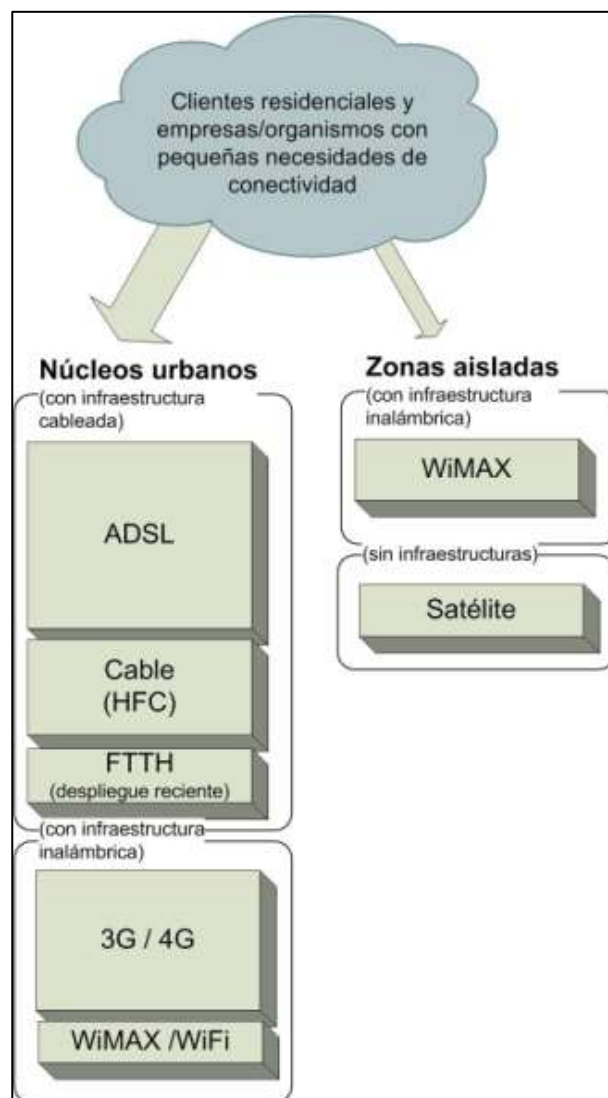 Clientes residenciales y
empresas/organismos con
pequeñas necesidades de
conectividad
Núcleos urbanos
(con infraestructura
cableada)
ADSL
Cable
(HFC)
FTTH
(despliegue reciente)
(con infraestructura
inalámbrica)
3G / 4G
WiMAX /WiFi
Zonas aisladas
(con infraestructura
inalámbrica)
WiMAX
(sin infraestructuras)
Satélite